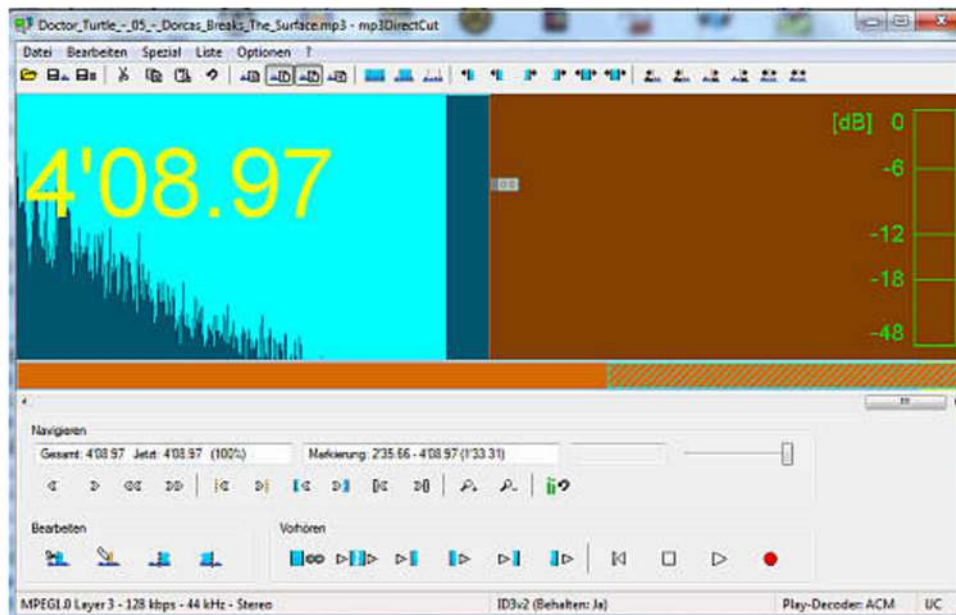 Doctor_Turtle_-_05_-_Dorcas_Breaks_The_Surface.mp3 - mp3DirectCut
Datei Bearbeiten Spezial Liste Optionen ?
4'08.97
[dB] 0
-6
-12
-18
-48
Navigieren
Gesamt: 4'08.97 Jetzt: 4'08.97 (100%) Markierung: 2'35.66 - 4'08.97 (1'33.31)
Bearbeiten Vorhören
MPEG1.0 Layer 3 - 128 kbps - 44 kHz - Stereo ID3v2 (Behalten: Ja) Play-Decoder: ACM UC